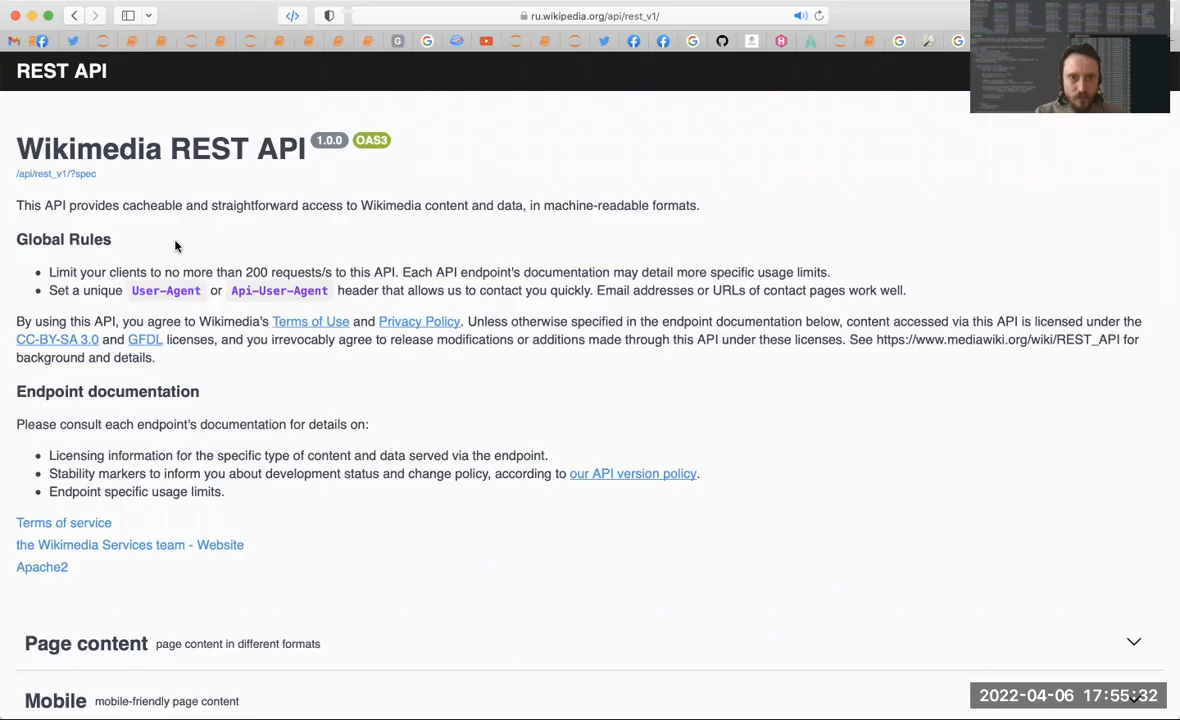 ru.wikipedia.org/api/rest_v1/
REST API
Wikimedia REST API 1.0.0 OAS3
/api/rest_v1/?spec
This API provides cacheable and straightforward access to Wikimedia content and data, in machine-readable formats.
Global Rules
Limit your clients to no more than 200 requests/s to this API. Each API endpoint's documentation may detail more specific usage limits.
Set a unique User-Agent or Api-User-Agent header that allows us to contact you quickly. Email addresses or URLs of contact pages work well.
By using this API, you agree to Wikimedia's Terms of Use and Privacy Policy. Unless otherwise specified in the endpoint documentation below, content accessed via this API is licensed under the
CC-BY-SA 3.0 and GFDL licenses, and you irrevocably agree to release modifications or additions made through this API under these licenses. See https://www.mediawiki.org/wiki/REST_API for
background and details.
Endpoint documentation
Please consult each endpoint's documentation for details on:
Licensing information for the specific type of content and data served via the endpoint.
Stability markers to inform you about development status and change policy, according to our API version policy.
Endpoint specific usage limits.
Terms of service
the Wikimedia Services team - Website
Apache2
Page content page content in different formats
Mobile mobile-friendly page content
2022-04-06 17:55:32